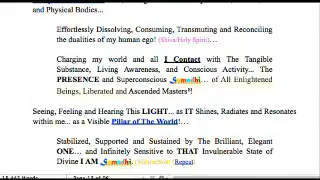 and Physical Bodies...
Effortlessly Dissolving, Consuming, Transmuting and Reconciling
the dualities of my human ego! (Shiva/Holy Spirit)…
Charging my world and all I Contact with The Tangible
Substance, Living Awareness, and Conscious Activity... The
PRESENCE and Superconscious Samadhi... of All Enlightened
Beings, Liberated and Ascended Masters!
Seeing, Feeling and Hearing This LIGHT... as IT Shines, Radiates and Resonates
within me.. as a Visible Pillar of The World!…
Stabilized, Supported and Sustained by The Brilliant, Elegant
ONE... and Infinitely Sensitive to THAT Invulnerable State of
Divine I AM Samadhi. Repeat)